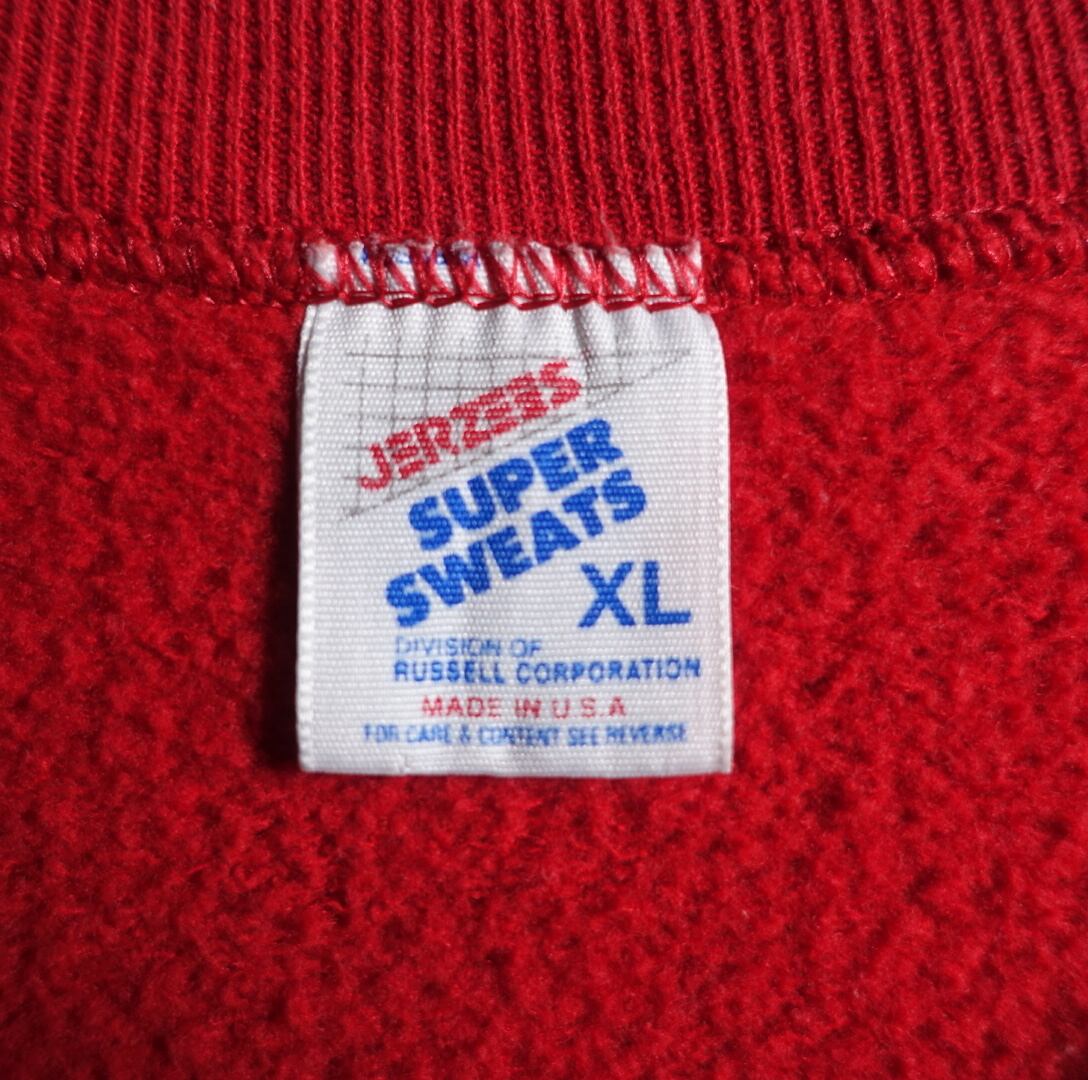 JERZEES
SUPER
SWEATS
XL
DIVISION OF
RUSSELL CORPORATION
MADE IN U.S.A
FOR CARE & CONTENT SEE REVERSE